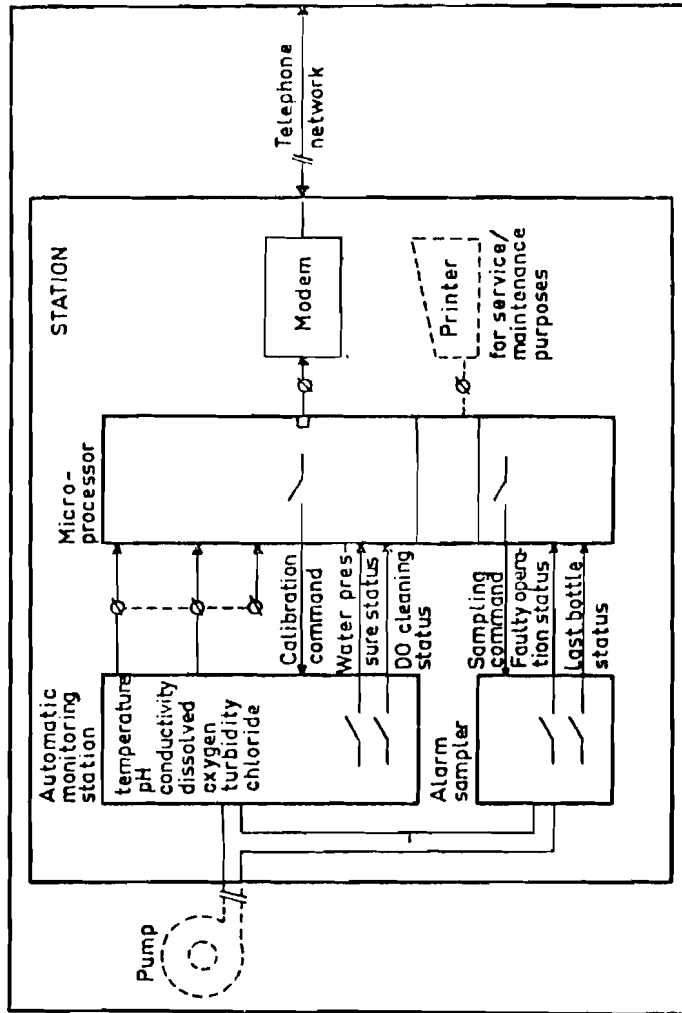 STATION
Pump
Automatic
monitoring
station
temperature
pH
conductivity
dissolved
oxygen
turbidity
chloride
Alarm
sampler
Calibration
command
Water pres-
sure status
DO cleaning
status
Sampling
command
Faulty opera-
tion status
Last bottle
status
Micro-
processor
Modem
Printer
for service/
maintenance
purposes
Telephone
network